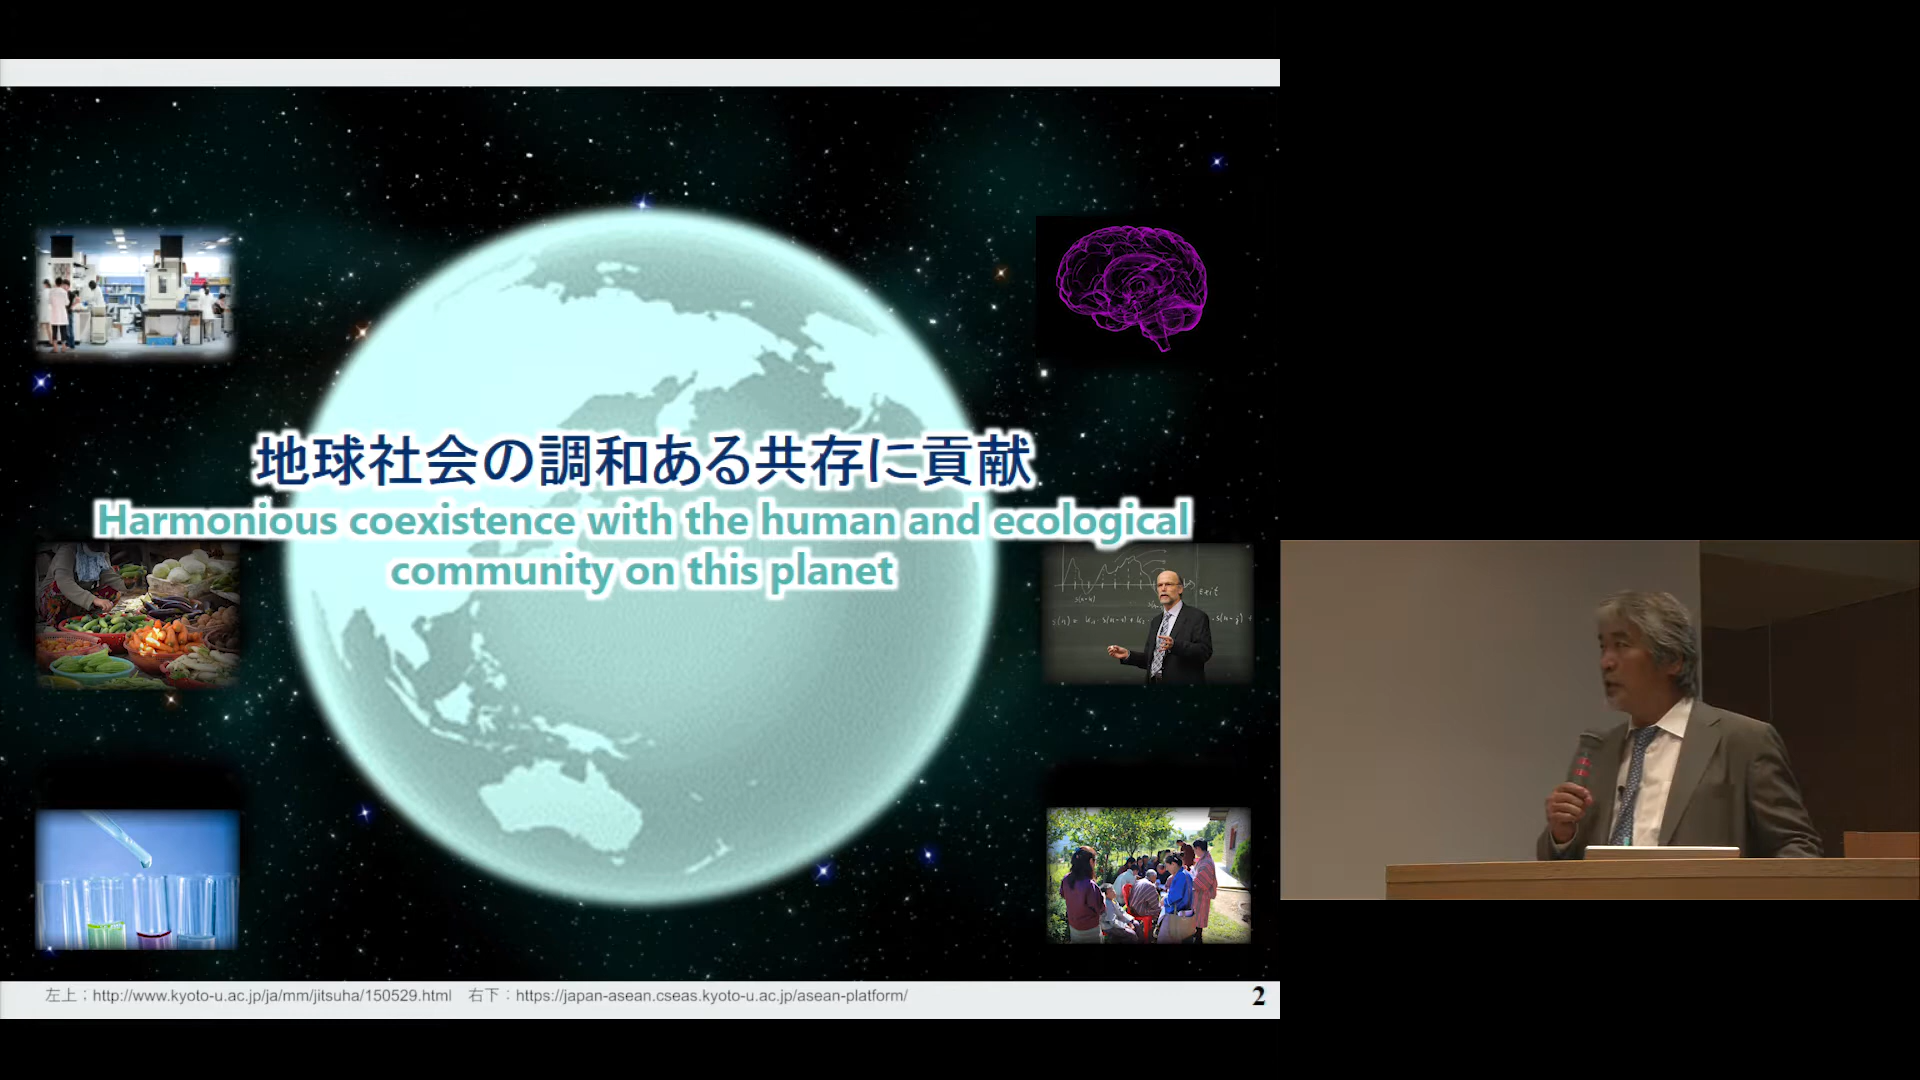 地球社会の調和ある共存に貢献
Harmonious coexistence with the human and ecological
community on this planet
左上；http://www.kyoto-u.ac.jp/ja/mm/jitsuha/150529.html 右下：https://japan-asean.cseas.kyoto-u.ac.jp/asean-platform/
2